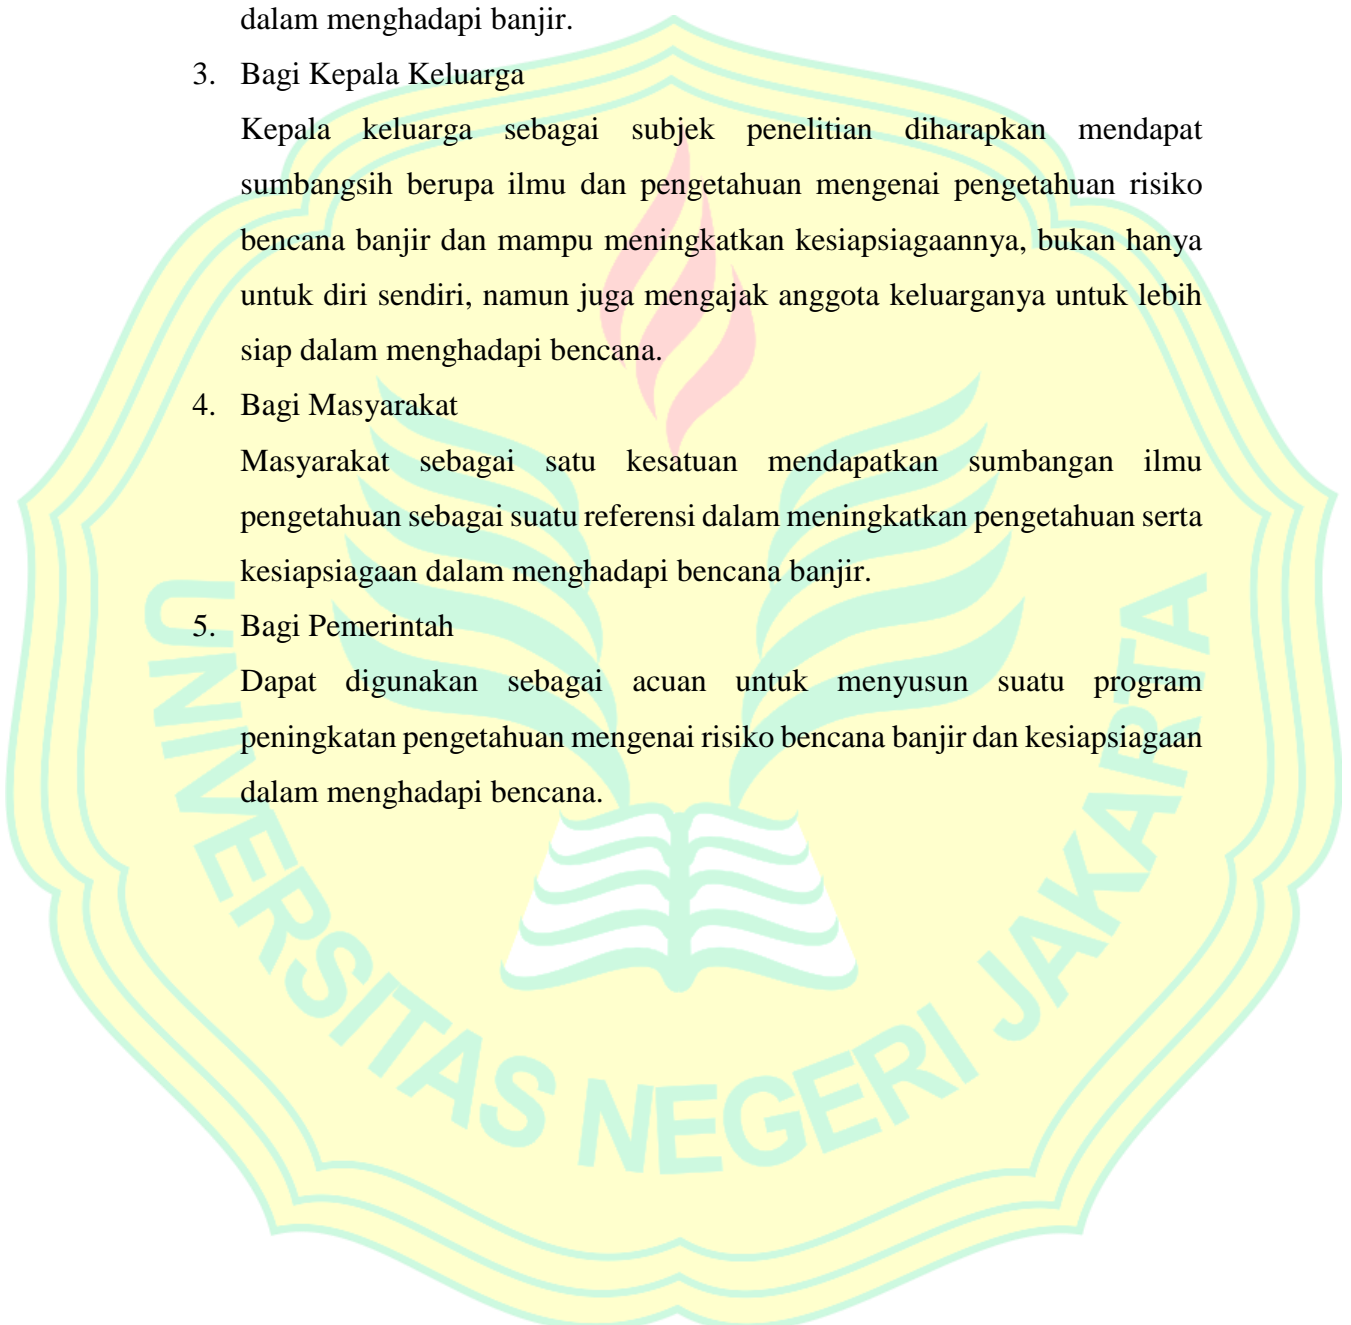 dalam menghadapi banjir.
3. Bagi Kepala Keluarga
Kepala keluarga sebagai subjek penelitian diharapkan mendapat
sumbangsih berupa ilmu dan pengetahuan mengenai pengetahuan risiko
bencana banjir dan mampu meningkatkan kesiapsiagaannya, bukan hanya
untuk diri sendiri, namun juga mengajak anggota keluarganya untuk lebih
siap dalam menghadapi bencana.
4. Bagi Masyarakat
Masyarakat sebagai satu kesatuan mendapatkan sumbangan ilmu
pengetahuan sebagai suatu referensi dalam meningkatkan pengetahuan serta
kesiapsiagaan dalam menghadapi bencana banjir.
5. Bagi Pemerintah
Dapat digunakan sebagai acuan untuk menyusun suatu program
peningkatan pengetahuan mengenai risiko bencana banjir dan kesiapsiagaan
dalam menghadapi bencana.
UNIVERSITAS NEGERI JAKARTA